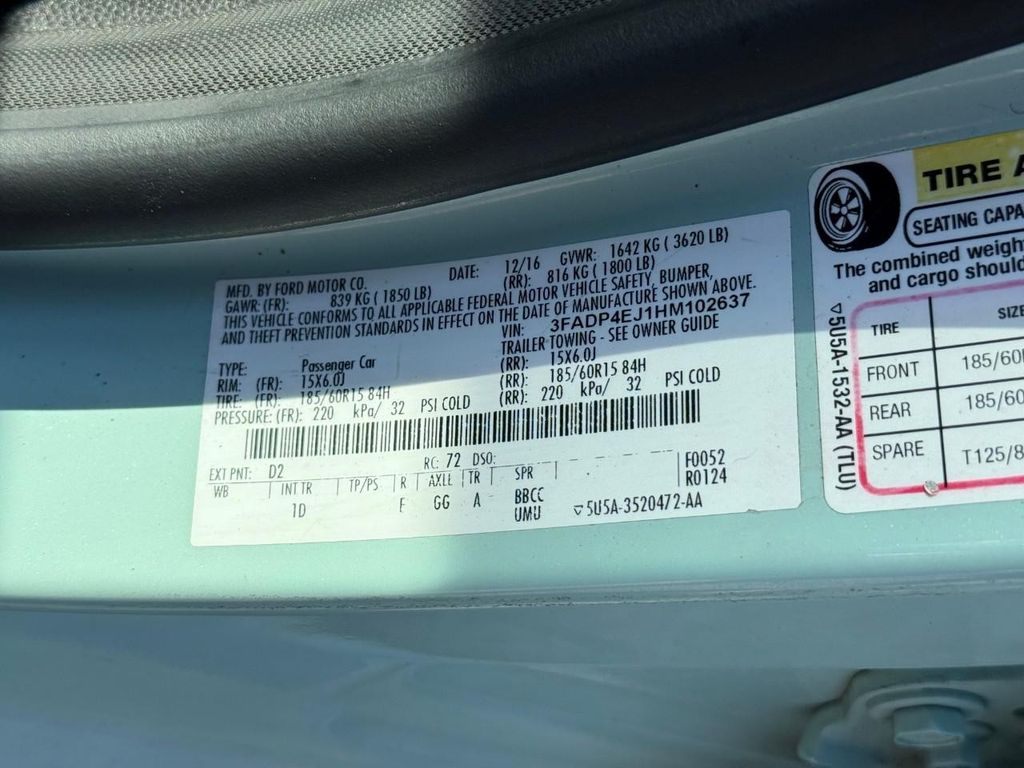 MFD. BY FORD MOTOR CO. DATE: 12/16 GVWR: 1642 KG ( 3620 LB)
GAWR: (FR): 839 KG ( 1850 LB) (RR): 816 KG ( 1800 LB)
THIS VEHICLE CONFORMS TO ALL APPLICABLE FEDERAL MOTOR VEHICLE SAFETY, BUMPER,
AND THEFT PREVENTION STANDARDS IN EFFECT ON THE DATE OF MANUFACTURE SHOWN ABOVE.
VIN: 3FADP4EJ1HM102637
TRAILER TOWING - SEE OWNER GUIDE
TYPE: Passenger Car
RIM: (FR): 15X6.0J (RR): 15X6.0J
TIRE: (FR): 185/60R15 84H (RR): 185/60R15 84H
PRESSURE: (FR): 220 kPa/ 32 PSI COLD (RR): 220 kPa/ 32 PSI COLD
EXT PNT: D2 RC: 72 DSO: F0052
WB INT TR TP/PS R AXLE TR SPR R0124
1D E GG A BBCC
UMU ▽5U5A-3520472-AA
TIRE A
SEATING CAPA
The combined weigh
and cargo should
▽5U5A-1532-AA (TLU)
TIRE SIZE
FRONT 185/60
REAR 185/60
SPARE T125/8